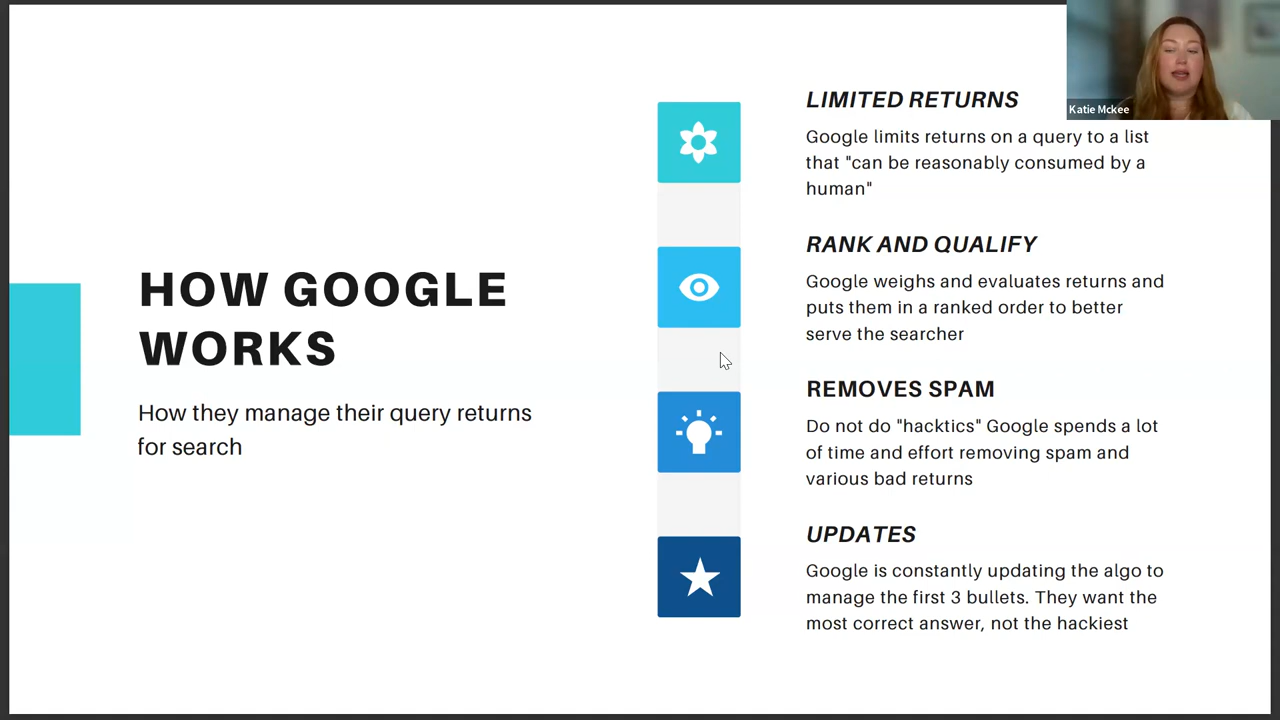 HOW GOOGLE
WORKS
How they manage their query returns
for search
LIMITED RETURNS
Google limits returns on a query to a list
that "can be reasonably consumed by a
human"
RANK AND QUALIFY
Google weighs and evaluates returns and
puts them in a ranked order to better
serve the searcher
REMOVES SPAM
Do not do "hacktics" Google spends a lot
of time and effort removing spam and
various bad returns
UPDATES
Google is constantly updating the algo to
manage the first 3 bullets. They want the
most correct answer, not the hackiest
Katie Mckee